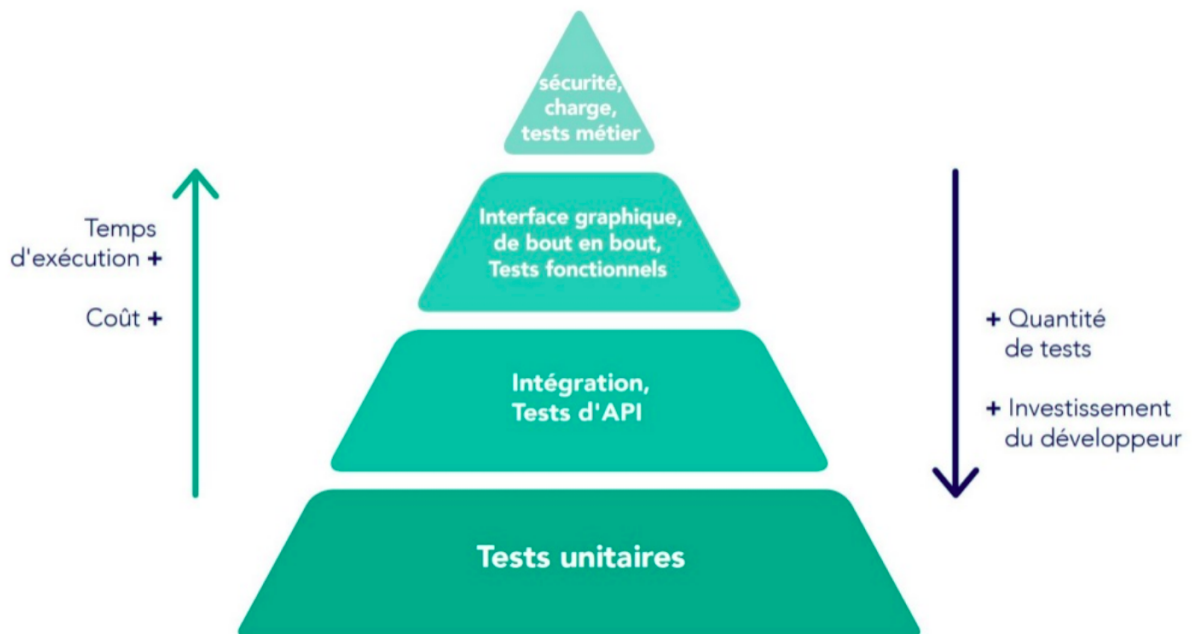 sécurité,
charge,
tests métier
Interface graphique,
de bout en bout,
Tests fonctionnels
Intégration,
Tests d'API
Tests unitaires
Temps
d'exécution +
Coût +
+ Quantité
de tests
+ Investissement
du développeur